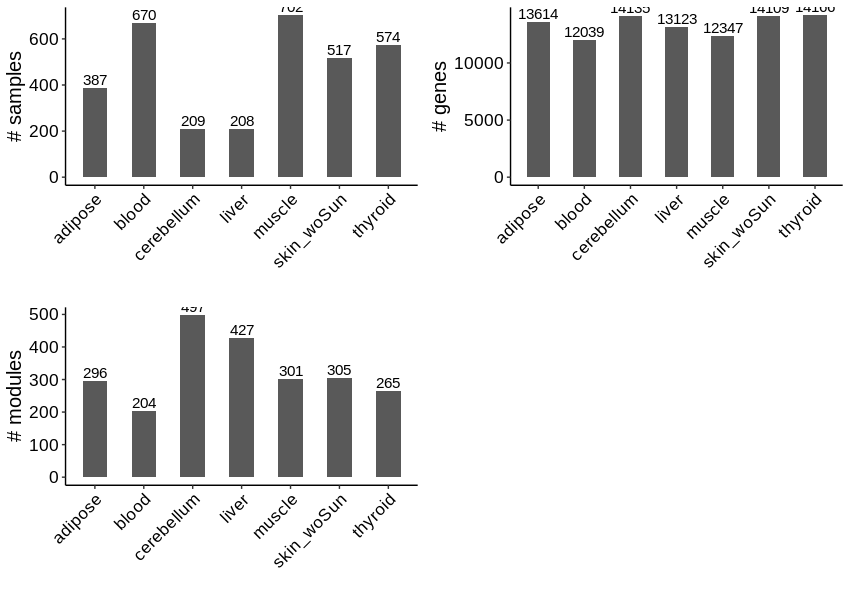 # samples
600
400
200
0
387
670
209
208
702
517
574
adipose
blood
cerebellum
liver
muscle
skin_woSun
thyroid
# genes
10000
5000
0
13614
12039
14135
13123
12347
14109
adipose
blood
cerebellum
liver
muscle
skin_woSun
thyroid
# modules
500
400
300
200
100
0
296
204
497
427
301
305
265
adipose
blood
cerebellum
liver
muscle
skin_woSun
thyroid